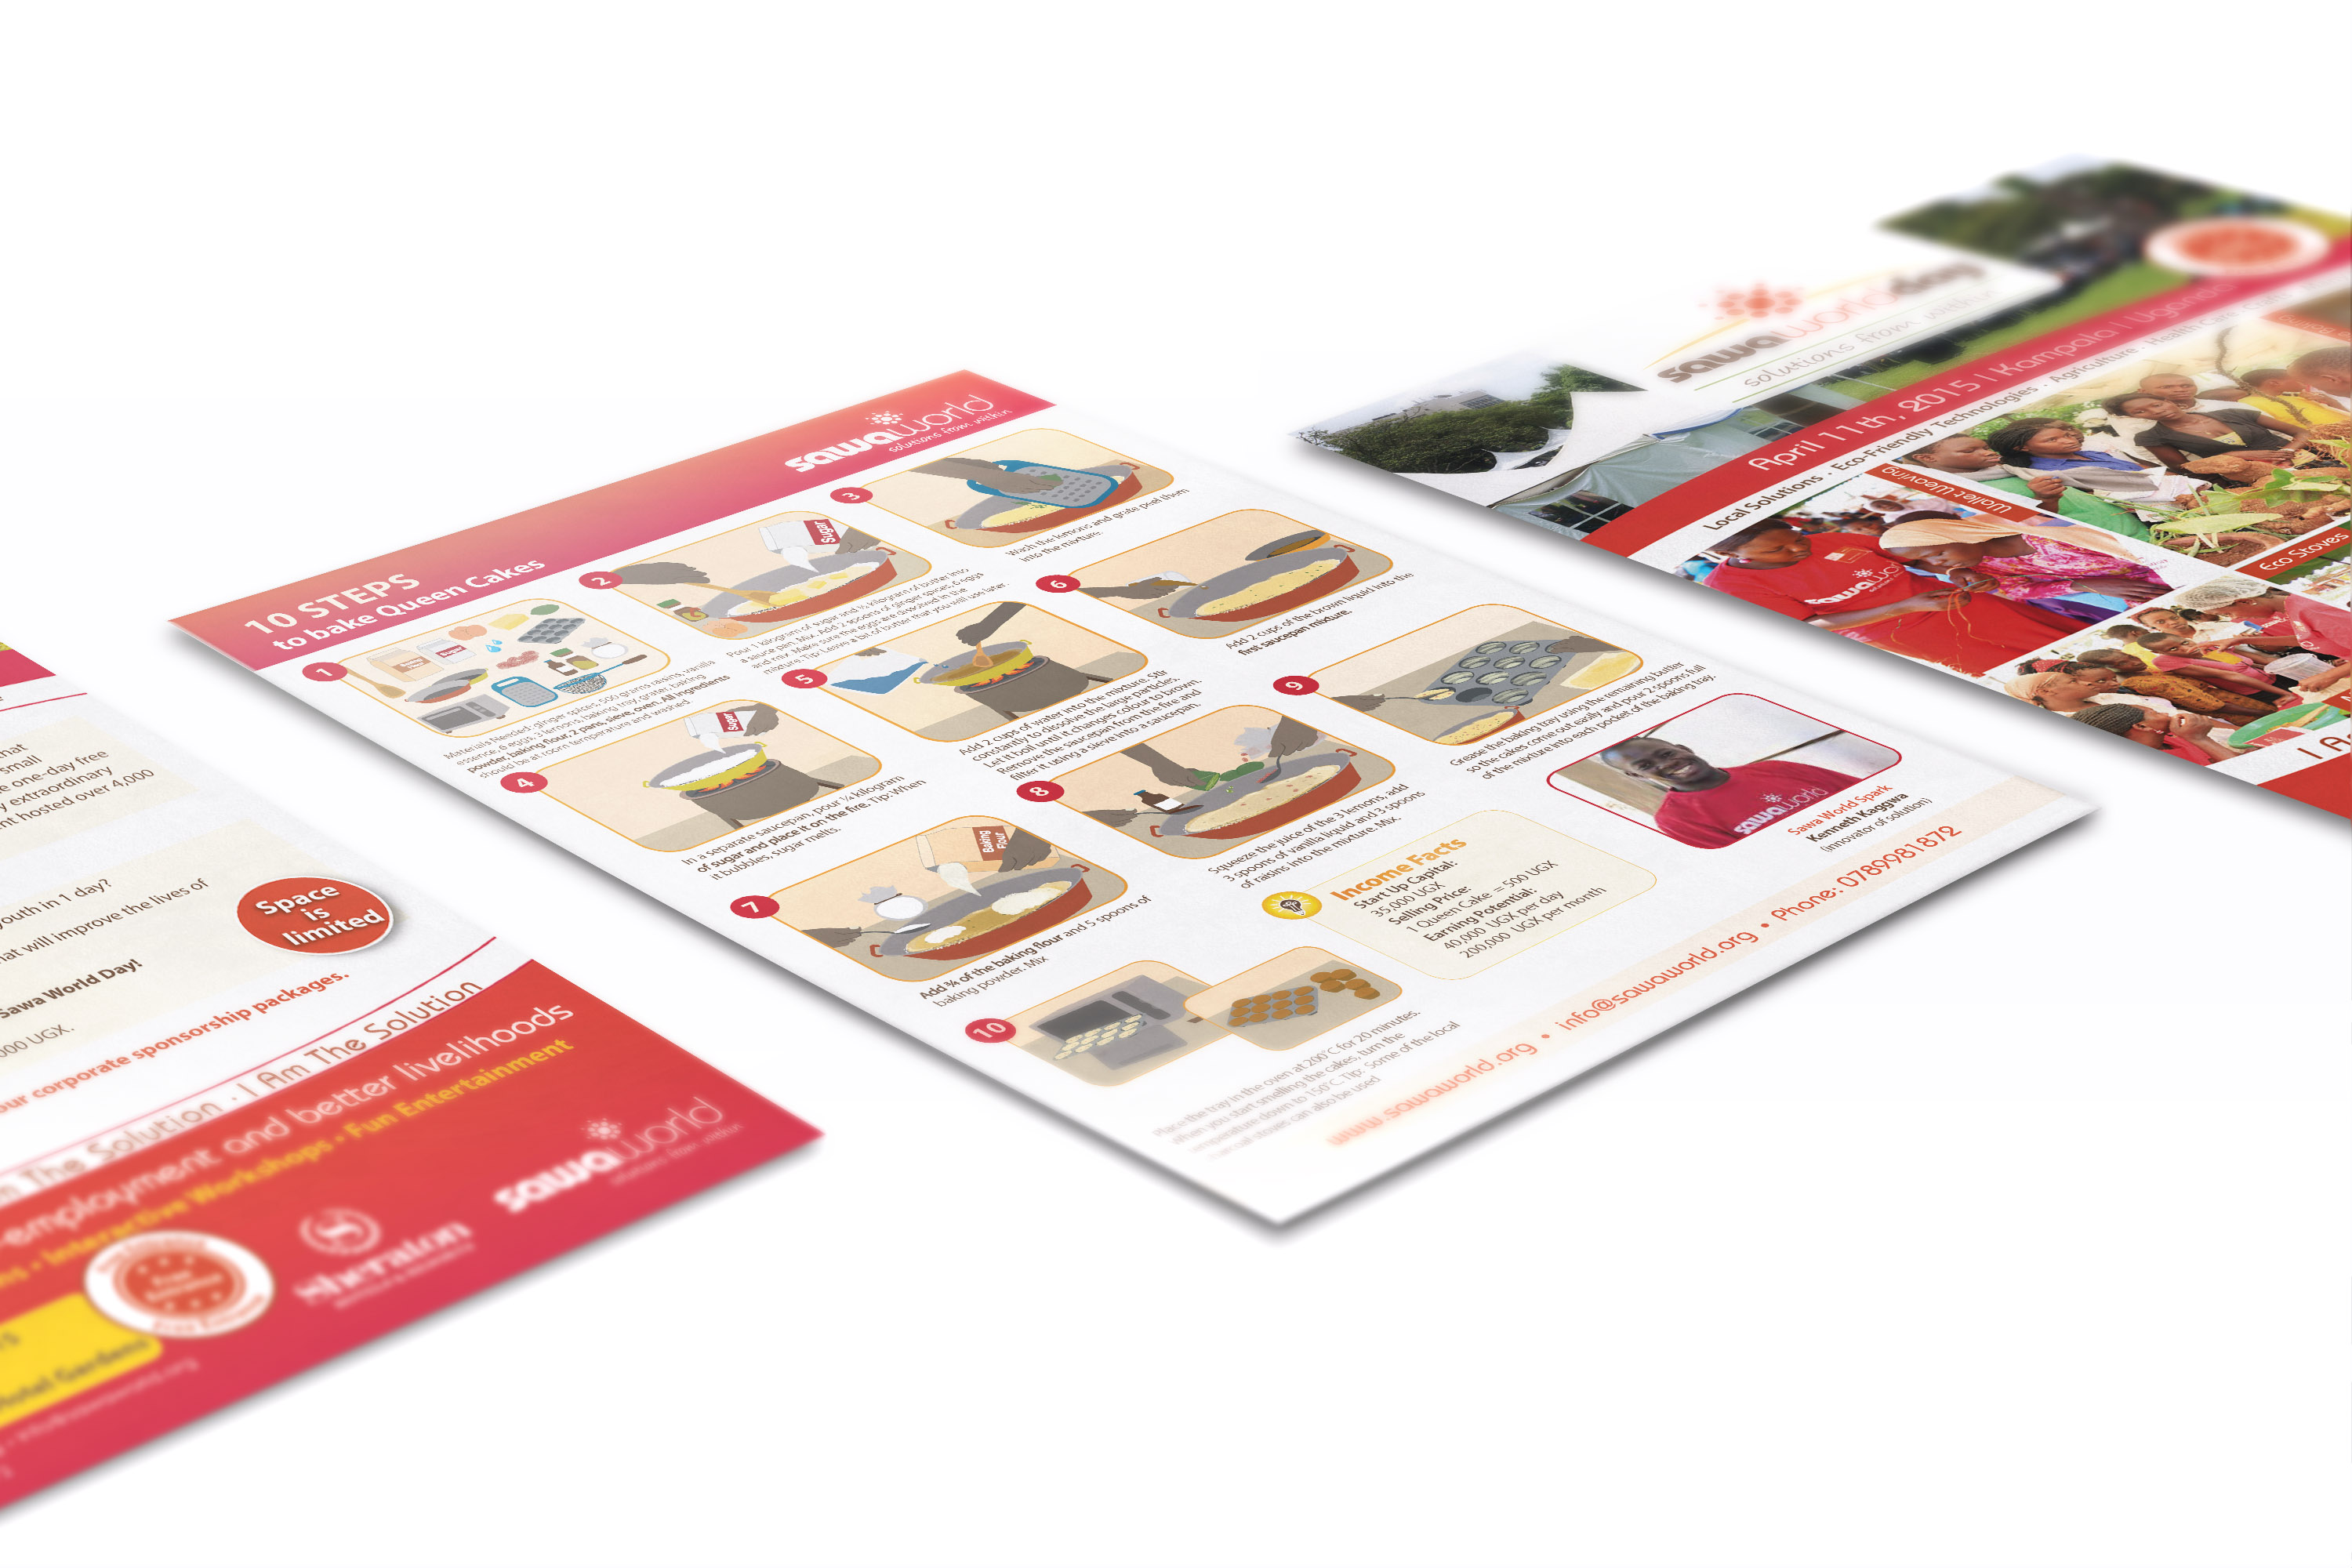 hat
small
e one-day free
y extraordinary
nt hosted over 4,000
youth in 1 day?
hat will improve the lives of
Sawa World Day!
000 UGX.
Space
is
limited
our corporate sponsorship packages.
The Solution · I Am The Solution
-employment and better livelihoods
Interactive Workshops • Fun Entertainment
Free
Entrance
Sheraton
sawaworld
solutions from within
Hotel Gardens
10 STEPS
to bake Queen Cakes
sawaworld
solutions from within
1
Sugar
Materials Needed: ginger spices, 500 grams raisins, vanilla
essence, 6 eggs, 3 lemons, baking tray, grater, baking
powder, baking flour, 2 pans, sieve, oven. All ingredients
should be at room temperature and washed.
2
Sugar
Pour 1 kilogram of sugar and ½ kilogram of butter into
a sauce pan. Mix. Add 2 spoons of ginger spices, 6 eggs
and mix. Make sure the eggs are dissolved in the
mixture. Tip: Leave a bit of butter that you will use later.
3
Wach the lemons and grate peel them
into the mixture.
4
Sugar
In a separate saucepan, pour ¼ kilogram
of sugar and place it on the fire. Tip: When
it bubbles, sugar melts.
5
Add 2 cups of water into the mixture. Stir
constantly to dissolve the large particles.
Let it boil until it changes colour to brown.
Remove the saucepan from the fire and
filter it using a sieve into a saucepan.
6
Add 2 cups of the brown liquid into the
first saucepan mixture.
7
Baking
Flour
Add ¾ of the baking flour and 5 spoons of
baking powder. Mix
8
Squeeze the juice of the 3 lemons, add
3 spoons of vanilla liquid and 3 spoons
of raisins into the mixture. Mix.
9
Grease the baking tray using the remaining butter
so the cakes come out easily and pour 2 spoons full
of the mixture into each pocket of the baking tray.
10
Place the tray in the oven at 200°C for 20 minutes.
When you start smelling the cakes, turn the
temperature down to 150°C. Tip: Some of the local
stoves can also be used
Income Facts
Start Up Capital:
35,000 UGX
Selling Price:
1 Queen Cake = 500 UGX
Earning Potential:
40,000 UGX per day
200,000 UGX per month
sawaworld
Sawa World Spark
Kenneth Kaggwa
(innovator of solution)
www.sawaworld.org • info@sawaworld.org • Phone: 0789981872
sawaworldday
solutions from within
April 11th, 2015 | Kampala | Uganda
Local Solutions · Eco-Friendly Technologies · Agriculture · Health Care
Wallet Weaving
Eco Stoves
I A